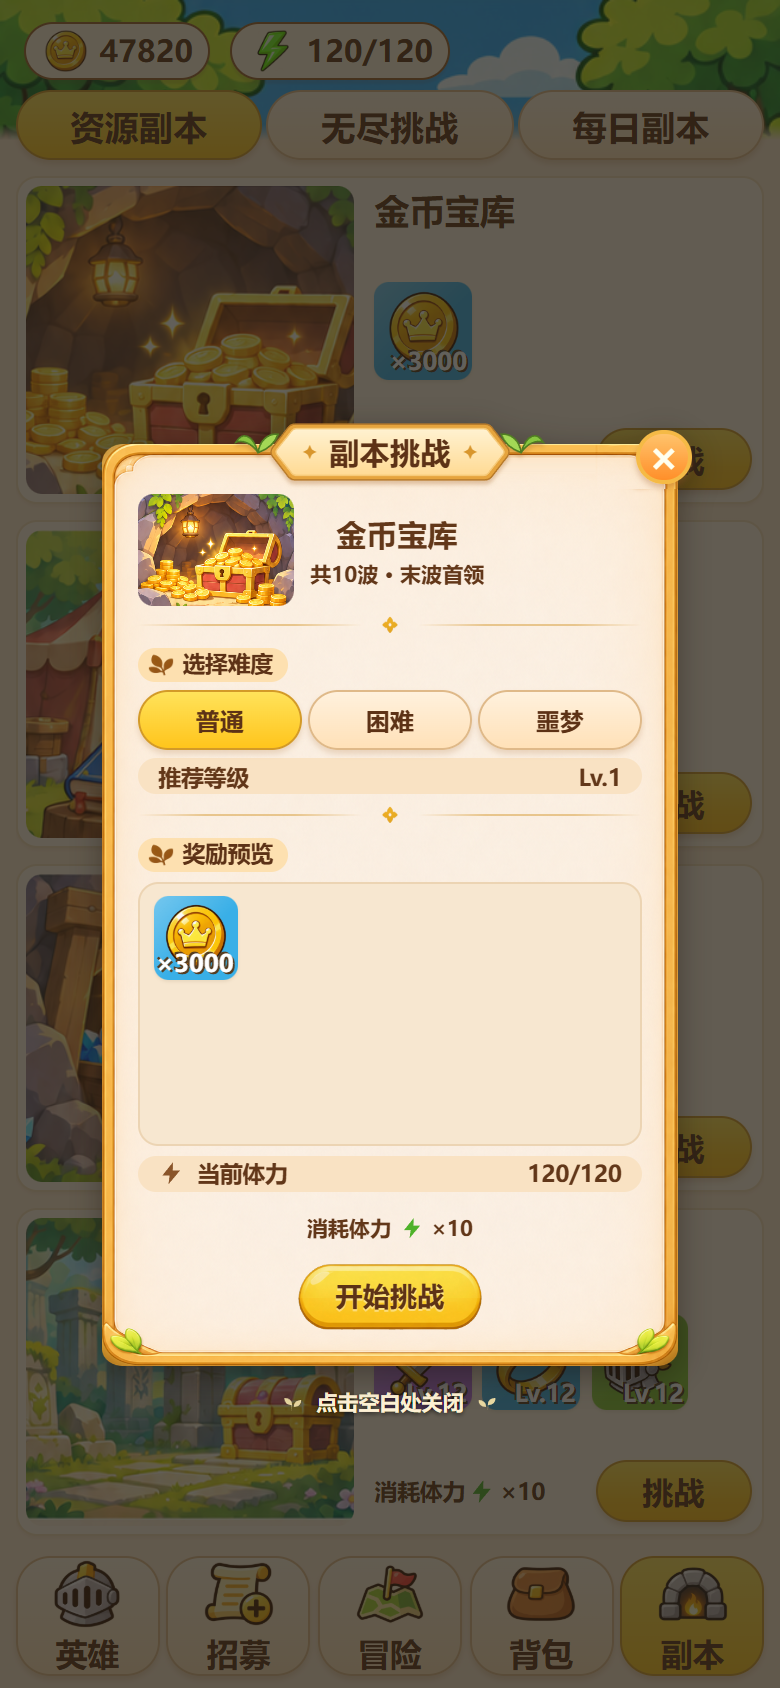 47820
120/120
资源副本
无尽挑战
每日副本
金币宝库
×3000
战
副本挑战
金币宝库
共10波·末波首领
选择难度
普通
困难
噩梦
推荐等级
Lv.1
战
奖励预览
×3000
战
当前体力
120/120
消耗体力 ×10
开始挑战
Lv.12
Lv.12
Lv.12
点击空白处关闭
消耗体力 ×10
挑战
英雄
招募
冒险
背包
副本